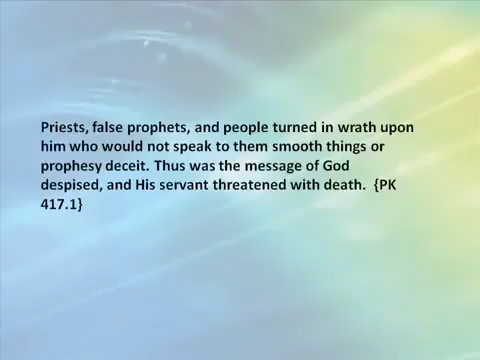 Priests, false prophets, and people turned in wrath upon
him who would not speak to them smooth things or
prophesy deceit. Thus was the message of God
despised, and His servant threatened with death.  {PK
417.1}